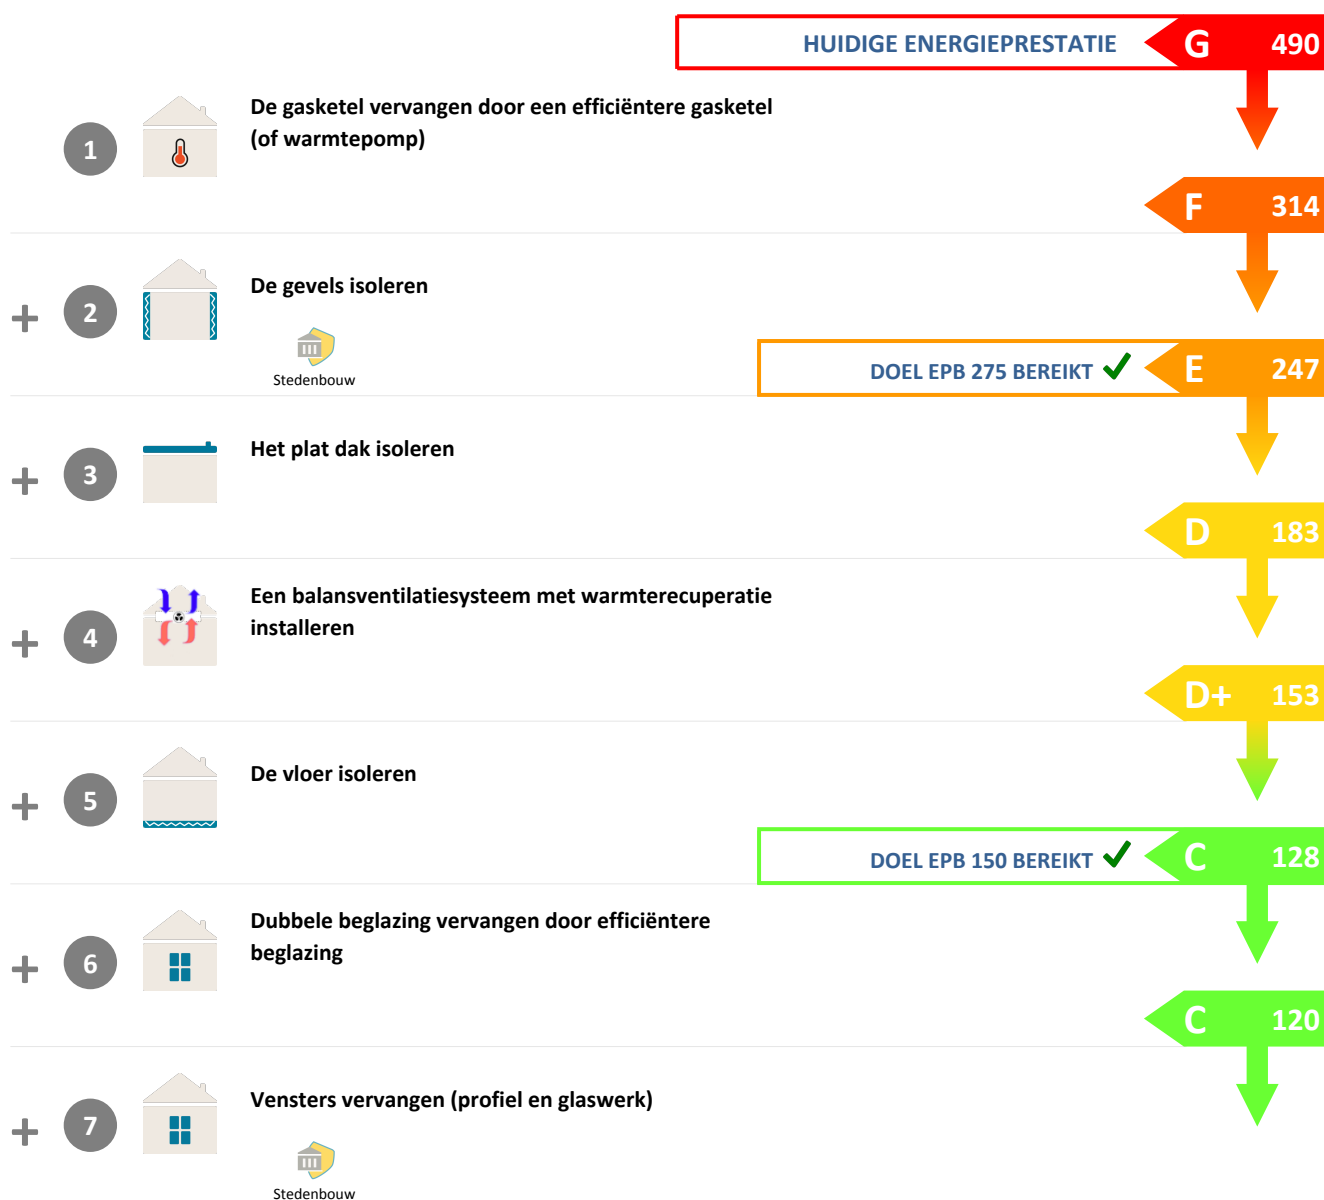 HUIDIGE ENERGIEPRESTATIE G 490
1 De gasketel vervangen door een efficiëntere gasketel
(of warmtepomp)
F 314
+ 2 De gevels isoleren
Stedenbouw
DOEL EPB 275 BEREIKT E 247
+ 3 Het plat dak isoleren
D 183
+ 4 Een balansventilatiesysteem met warmterecuperatie
installeren
D+ 153
+ 5 De vloer isoleren
DOEL EPB 150 BEREIKT C 128
+ 6 Dubbele beglazing vervangen door efficiëntere
beglazing
C 120
+ 7 Vensters vervangen (profiel en glaswerk)
Stedenbouw